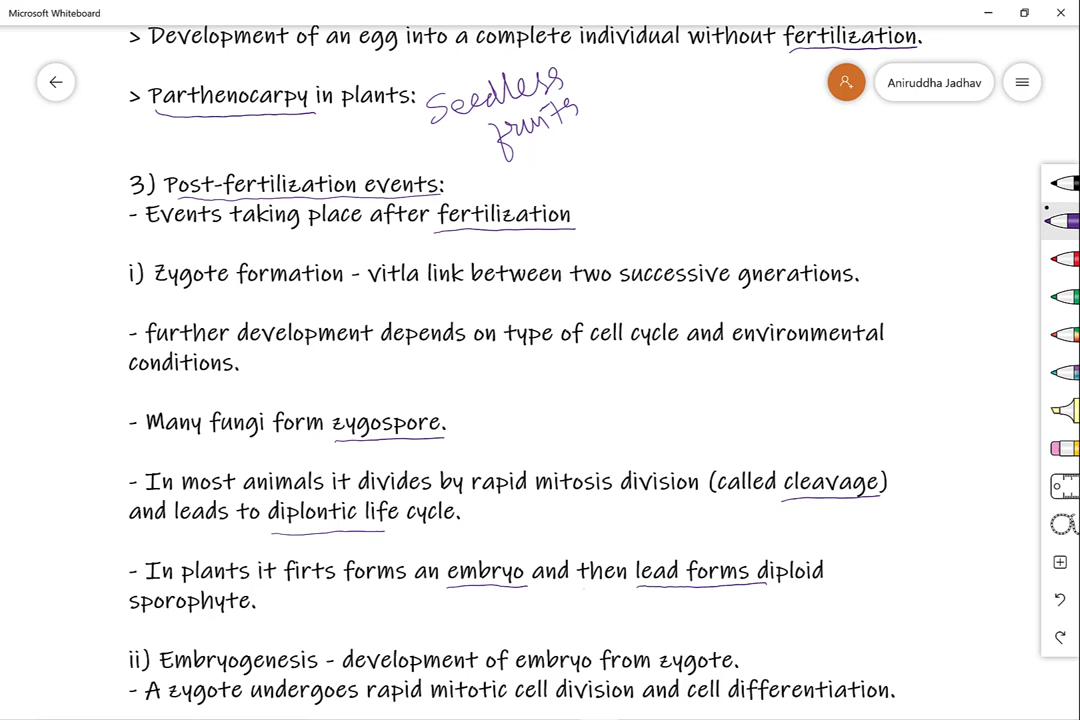 Microsoft Whiteboard
> Development of an egg into a complete individual without fertilization.
Aniruddha Jadhav
> Parthenocarpy in plants: Seedless
fruits
3) Post-fertilization events:
- Events taking place after fertilization
i) Zygote formation - vitla link between two successive gnerations.
- further development depends on type of cell cycle and environmental
conditions.
- Many fungi form zygospore.
- In most animals it divides by rapid mitosis division (called cleavage)
and leads to diplontic life cycle.
- In plants it firts forms an embryo and then lead forms diploid
sporophyte.
ii) Embryogenesis - development of embryo from zygote.
- A zygote undergoes rapid mitotic cell division and cell differentiation.